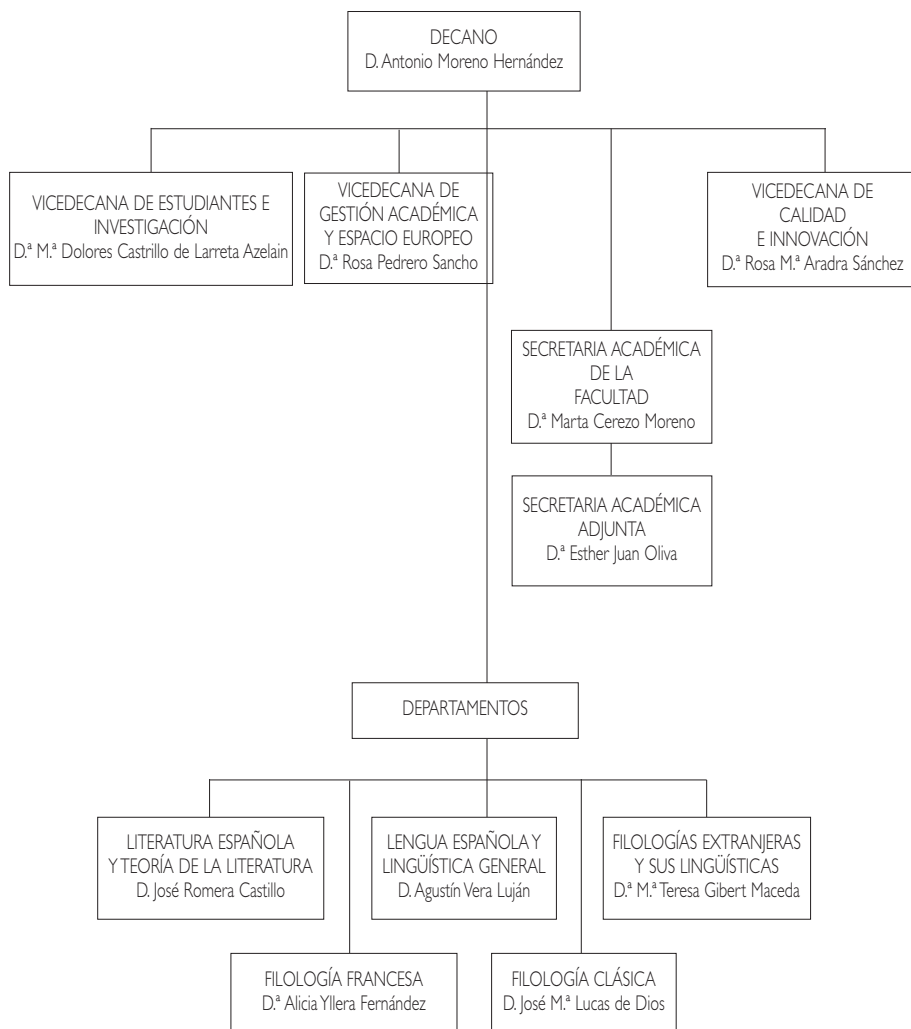 DECANO
D. Antonio Moreno Hernández
VICEDECANA DE ESTUDIANTES E
INVESTIGACIÓN
D.ª M.ª Dolores Castrillo de Larreta Azelain
VICEDECANA DE
GESTIÓN ACADÉMICA
Y ESPACIO EUROPEO
D.ª Rosa Pedrero Sancho
VICEDECANA DE
CALIDAD
E INNOVACIÓN
D.ª Rosa M.ª Aradra Sánchez
SECRETARIA ACADÉMICA
DE LA
FACULTAD
D.ª Marta Cerezo Moreno
SECRETARIA ACADÉMICA
ADJUNTA
D.ª Esther Juan Oliva
DEPARTAMENTOS
LITERATURA ESPAÑOLA
Y TEORÍA DE LA LITERATURA
D. José Romera Castillo
LENGUA ESPAÑOLA Y
LINGÜÍSTICA GENERAL
D. Agustín Vera Luján
FILOLOGÍAS EXTRANJERAS
Y SUS LINGÜÍSTICAS
D.ª M.ª Teresa Gibert Maceda
FILOLOGÍA FRANCESA
D.ª Alicia Yllera Fernández
FILOLOGÍA CLÁSICA
D. José M.ª Lucas de Dios